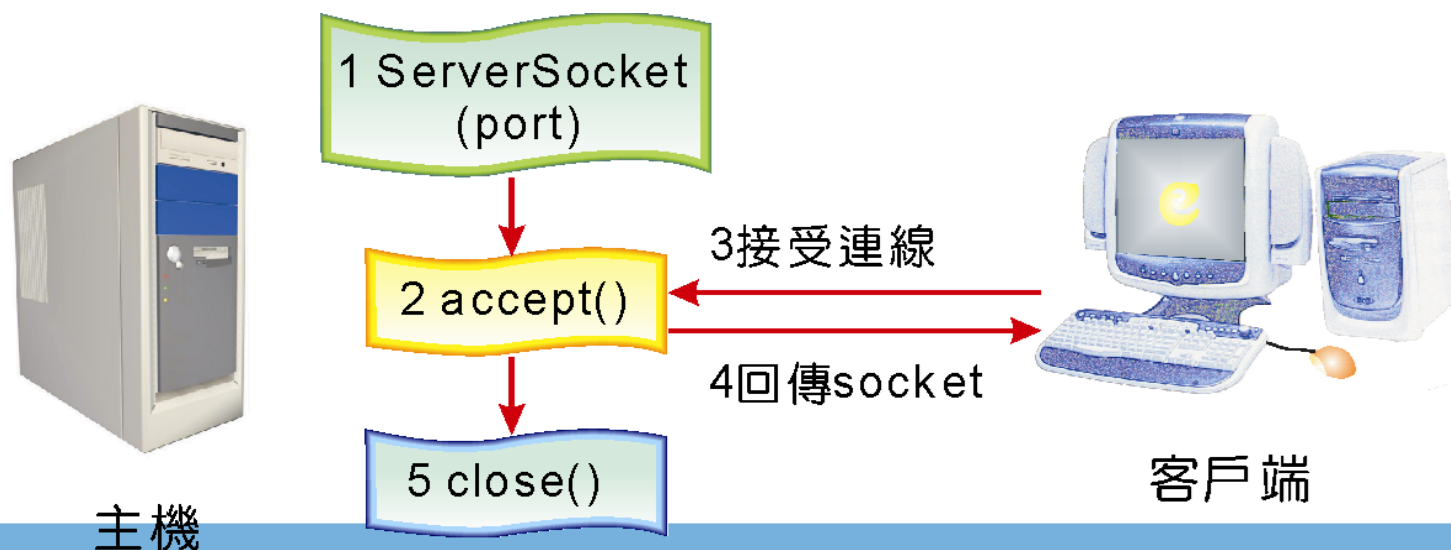 1 ServerSocket
(port)
2 accept()
3接受連線
4回傳socket
5 close()
主機
客戶端